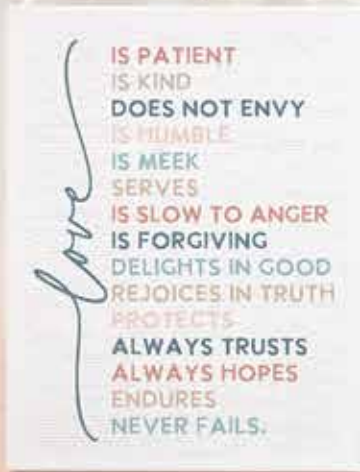 love
IS PATIENT
IS KIND
DOES NOT ENVY
IS HUMBLE
IS MEEK
SERVES
IS SLOW TO ANGER
IS FORGIVING
DELIGHTS IN GOOD
REJOICES IN TRUTH
PROTECTS
ALWAYS TRUSTS
ALWAYS HOPES
ENDURES
NEVER FAILS.